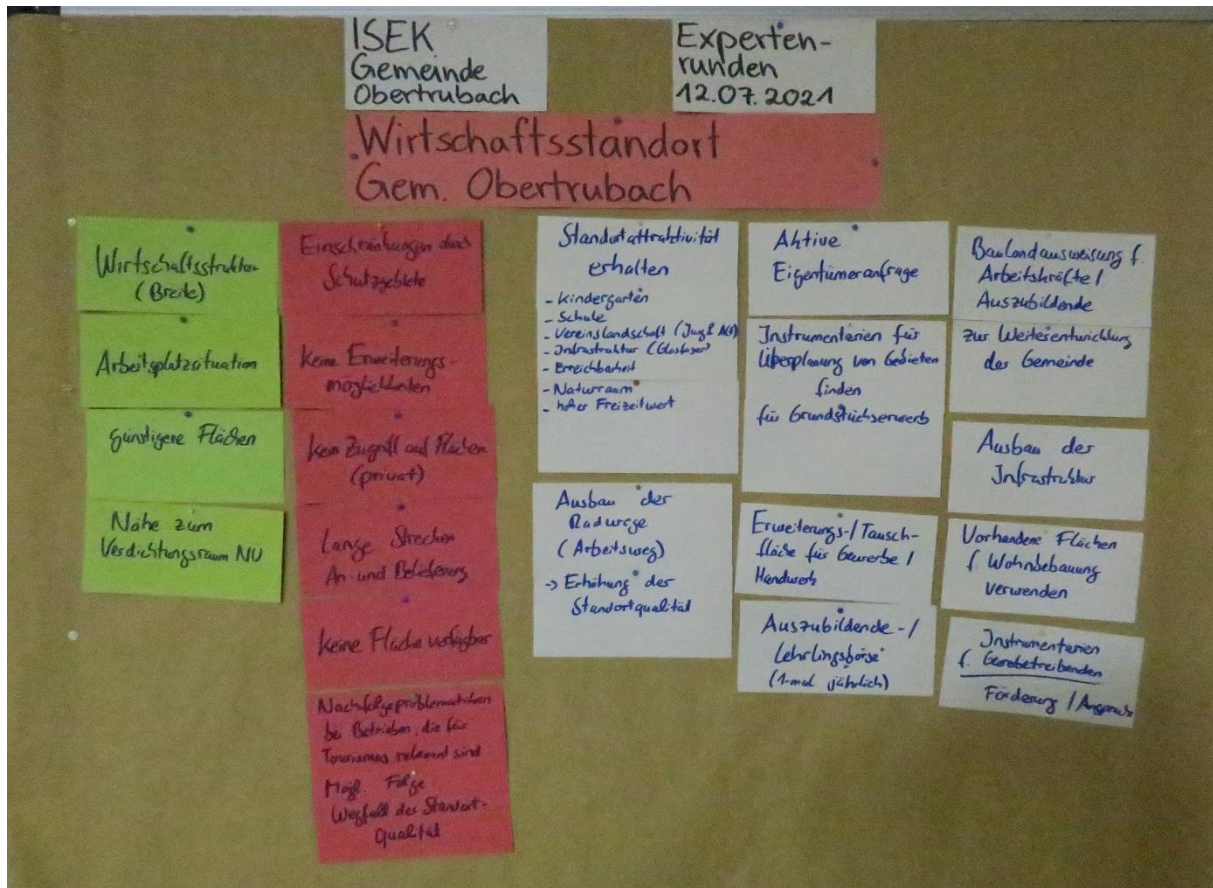 ISEK
Gemeinde
Obertrubach
Experten-
runden
12.07.2021
Wirtschaftsstandort
Gem. Obertrubach
Wirtschaftsstruktur
(Breite)
Arbeitsplatzsituation
günstigere Flächen
Nähe zum
Verdichtungsraum NÜ
Einschränkungen durch
Schutzgebiete
Keine Erweiterungs-
möglichkeiten
Kein Zugriff auf Flächen
(privat)
Lange Strecken
An- und Belieferung
Keine Fläche verfügbar
Nachfolgeproblematiken
bei Betrieben, die für
Tourismus relevant sind
Mögl. Folge
Wegfall der Standort-
qualität
Standortattraktivität
erhalten
- Kindergarten
- Schule
- Vereinslandschaft (Jung & Alt)
- Infrastruktur (Glasfaser)
- Erreichbarkeit
- Naturraum
- hoher Freizeitwert
Ausbau der
Radwege
(Arbeitsweg)
-> Erhöhung der
Standortqualität
Aktive
Eigentümeranfrage
Instrumentarien für
Überplanung von Gebieten
finden
für Grundstückserwerb
Erweiterungs-/Tausch-
fläche für Gewerbe /
Handwerk
Auszubildende-/
Lehrlingsbörse
(1-mal jährlich)
Baulandausweisung f.
Arbeitskräfte /
Auszubildende
zur Weiterentwicklung
der Gemeinde
Ausbau der
Infrastruktur
Vorhandene Flächen
f. Wohnbebauung
verwenden
Instrumentarien
f. Gewerbetreibenden
Förderung / Ansprache